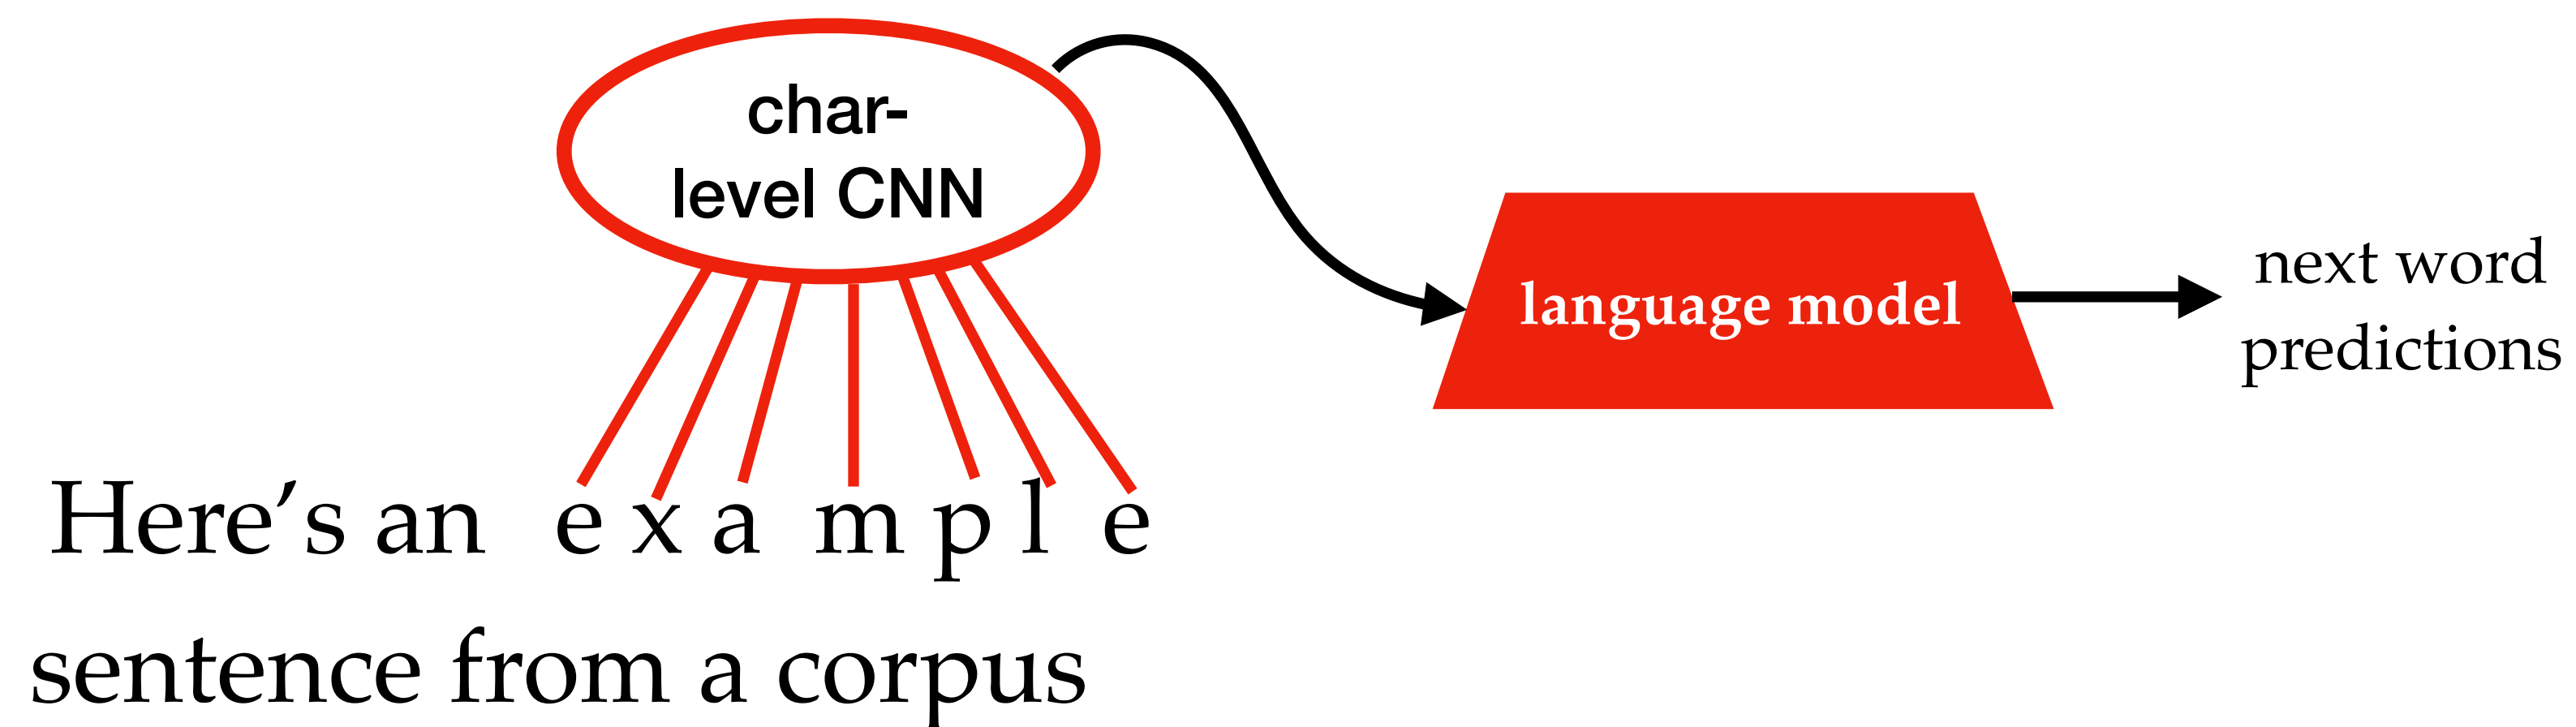 char-
level CNN
language model
next word
predictions
Here’s an e x a m p l e
sentence from a corpus